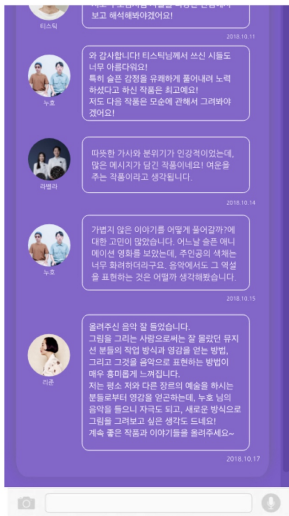 보고 해석해봐야겠어요!
티스틱
2018.10.11
와 감사합니다! 티스틱님께서 쓰신 시들도
너무 아름다워요!
특히 슬픈 감정을 유쾌하게 풀어내려 노력
하셨다고 하신 작품은 최고예요!
저도 다음 작품은 모순에 관해서 그려봐야
겠어요!
누호
따뜻한 가사와 분위기가 인강적이었는데,
많은 메시지가 담긴 작품이네요! 여운을
주는 작품이라고 생각됩니다.
라벨라
2018.10.14
가볍지 않은 이야기를 어떻게 풀어갈까?에
대한 고민이 많았습니다. 어느날 슬픈 애니
메이션 영화를 보았는데, 주인공의 색채는
너무 화려하더라구요. 음악에서도 그 역설
을 표현하는 것은 어떨까 생각해봤습니다.
누호
2018.10.15
올려주신 음악 잘 들었습니다.
그림을 그리는 사람으로써는 잘 몰랐던 뮤지
션 분들의 작업 방식과 영감을 얻는 방법,
그리고 그것을 음악으로 표현하는 방법이
매우 흥미롭게 느껴집니다.
저는 평소 저와 다른 장르의 예술을 하시는
분들로부터 영감을 얻곤하는데, 누호 님의
음악을 들으니 자극도 되고, 새로운 방식으로
그림을 그려보고 싶은 생각도 드네요!
계속 좋은 작품과 이야기들을 올려주세요~
리준
2018.10.17